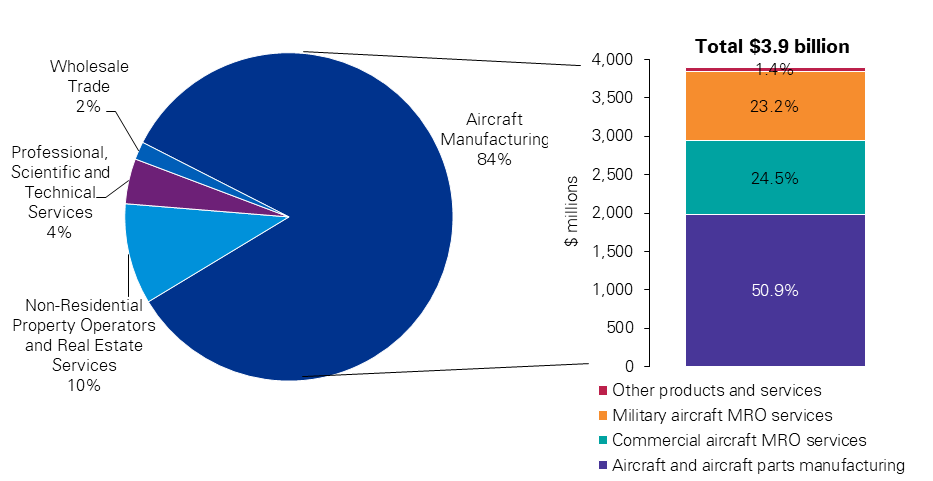 Wholesale
Trade
2%
Professional,
Scientific and
Technical
Services
4%
Non-Residential
Property Operators
and Real Estate
Services
10%
Aircraft
Manufacturing
84%
Total $3.9 billion
$ millions
4,000
3,500
3,000
2,500
2,000
1,500
1,000
500
0
1.4%
23.2%
24.5%
50.9%
Other products and services
Military aircraft MRO services
Commercial aircraft MRO services
Aircraft and aircraft parts manufacturing